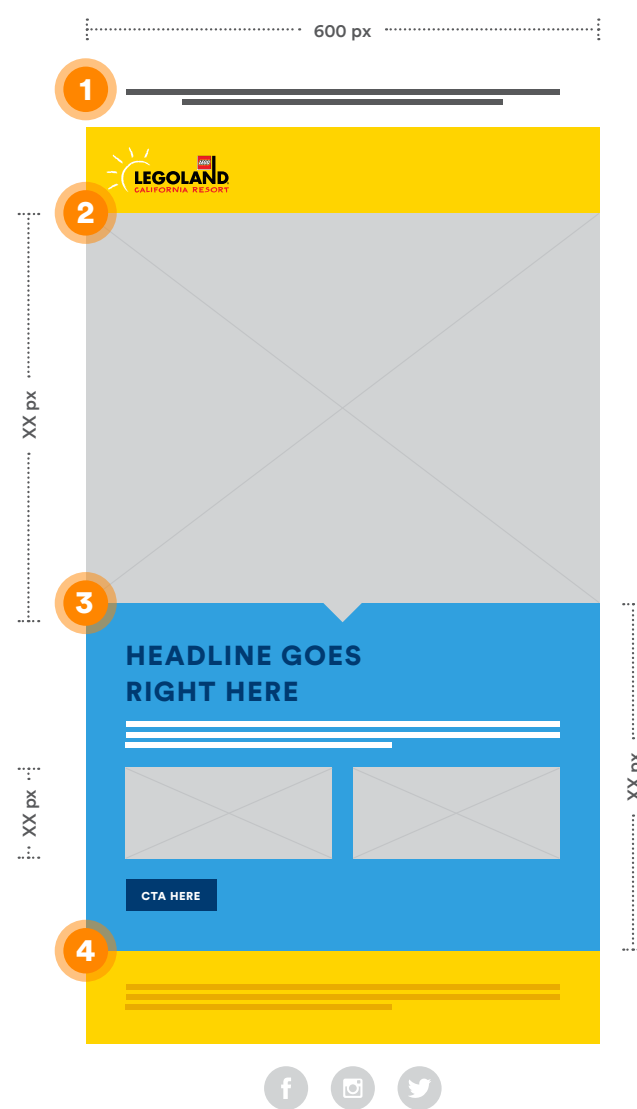 600 px
1
LEGO
LEGOLAND
CALIFORNIA RESORT
2
XX px
3
HEADLINE GOES
RIGHT HERE
XX px
XX px
CTA HERE
4